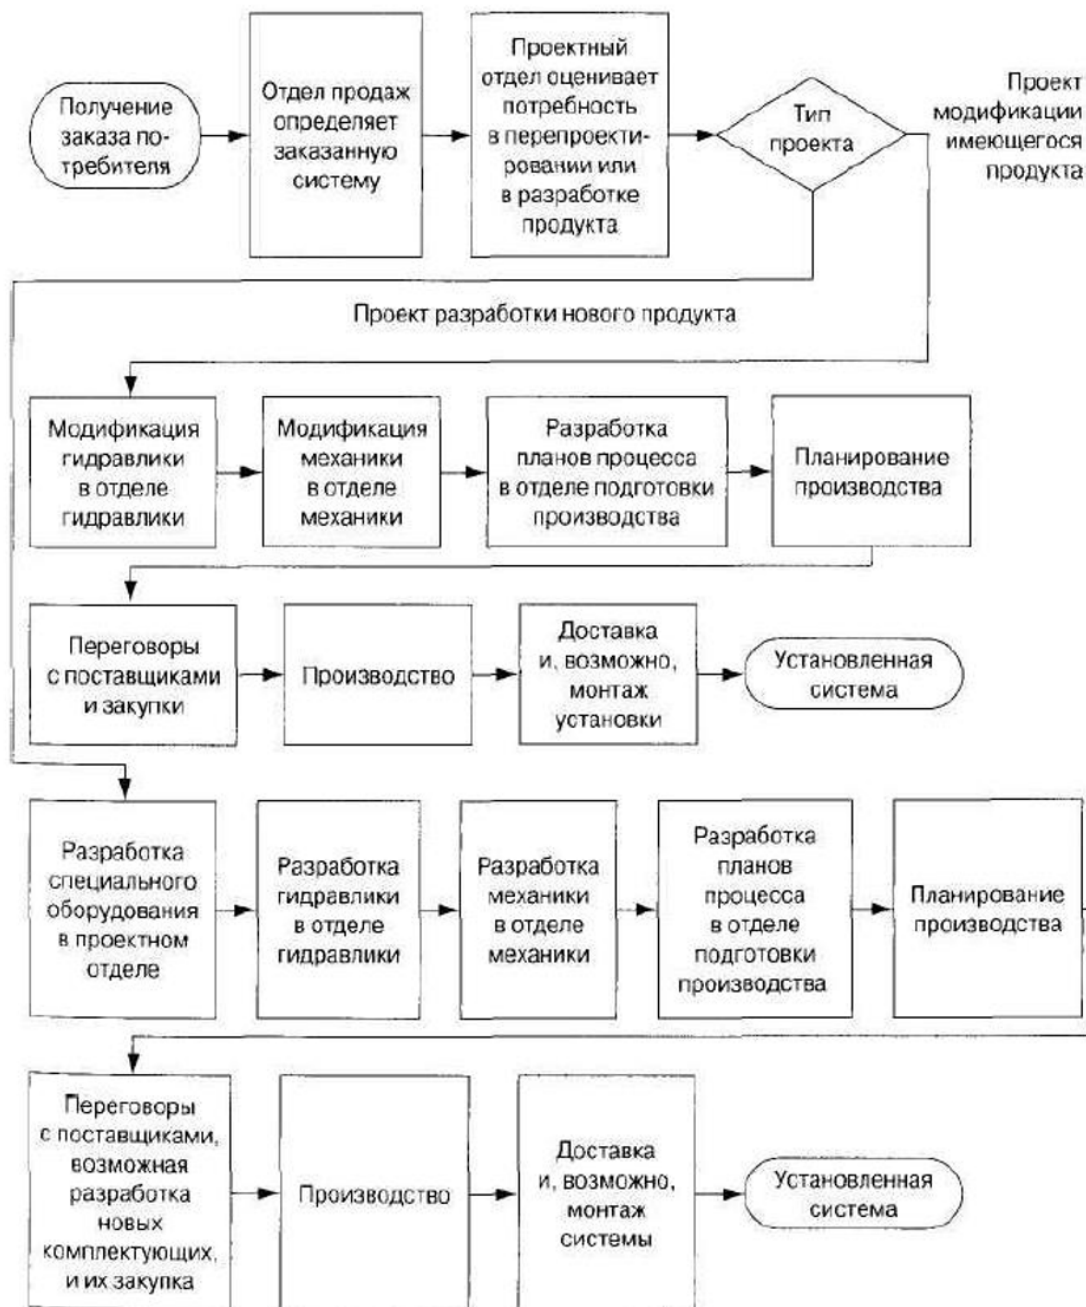 Получение
заказа по-
требителя
Отдел продаж
определяет
заказанную
систему
Проектный
отдел оценивает
потребность
в перепроекти-
ровании или
в разработке
продукта
Тип
проекта
Проект
модификации
имеющегося
продукта
Проект разработки нового продукта
Модификация
гидравлики
в отделе
гидравлики
Модификация
механики
в отделе
механики
Разработка
планов процесса
в отделе подготовки
производства
Планирование
производства
Переговоры
с поставщиками
и закупки
Производство
Доставка
и, возможно,
монтаж
установки
Установленная
система
Разработка
специального
оборудования
в проектном
отделе
Разработка
гидравлики
в отделе
гидравлики
Разработка
механики
в отделе
механики
Разработка
планов
процесса
в отделе
подготовки
производства
Планирование
производства
Переговоры
с поставщиками,
возможная
разработка
новых
комплектующих,
и их закупка
Производство
Доставка
и, возможно,
монтаж
системы
Установленная
система